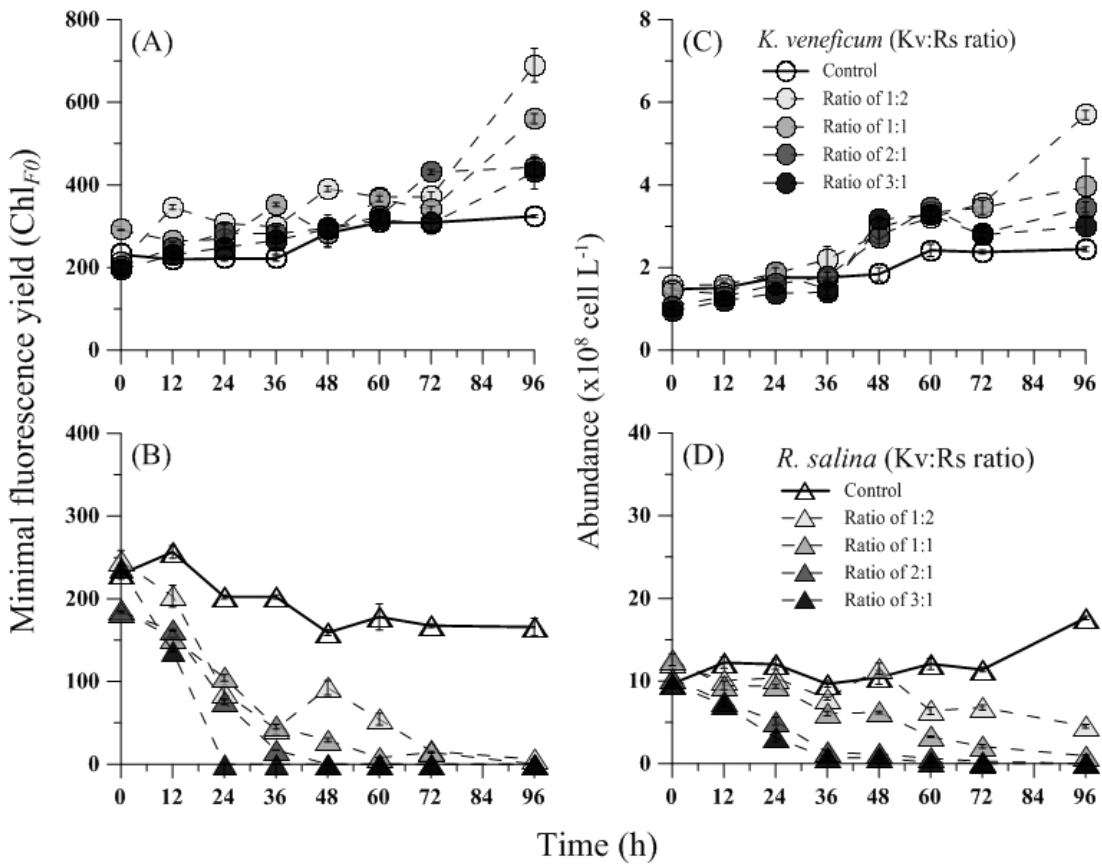 (A)
800
600
400
200
0
0 12 24 36 48 60 72 84 96
(C)
K. veneficum (Kv:Rs ratio)
Control
Ratio of 1:2
Ratio of 1:1
Ratio of 2:1
Ratio of 3:1
8
6
4
2
0
0 12 24 36 48 60 72 84 96
Minimal fluorescence yield (ChlF0)
Abundance (x10⁸ cell L⁻¹)
(B)
400
300
200
100
0
0 12 24 36 48 60 72 84 96
(D)
R. salina (Kv:Rs ratio)
Control
Ratio of 1:2
Ratio of 1:1
Ratio of 2:1
Ratio of 3:1
40
30
20
10
0
0 12 24 36 48 60 72 84 96
Time (h)